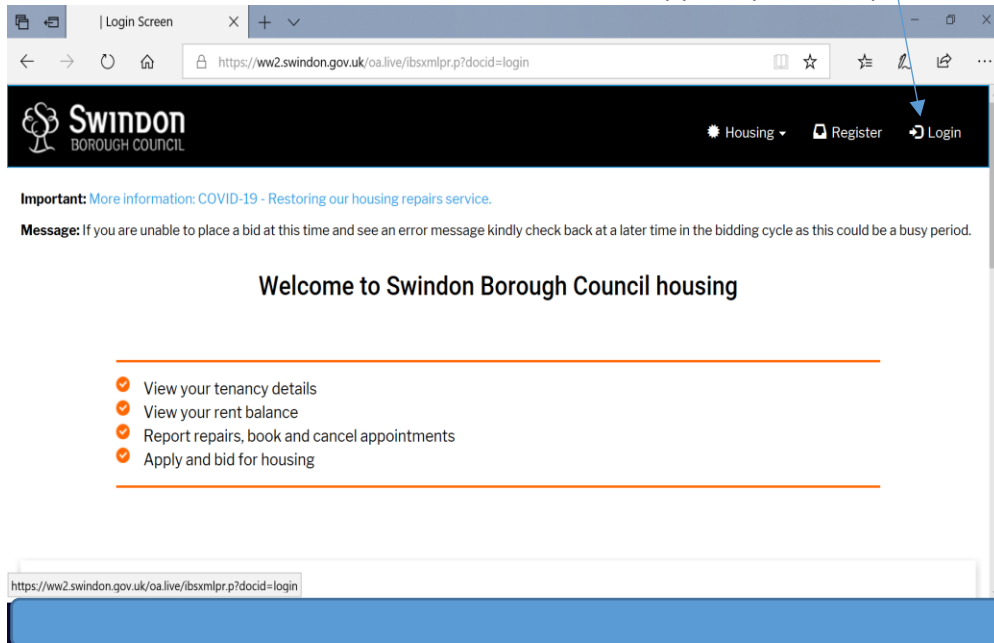 | Login Screen
https://ww2.swindon.gov.uk/oa.live/ibsxmlpr.p?docid=login
SWINDON
BOROUGH COUNCIL
Housing
Register
Login
Important: More information: COVID-19 - Restoring our housing repairs service.
Message: If you are unable to place a bid at this time and see an error message kindly check back at a later time in the bidding cycle as this could be a busy period.
Welcome to Swindon Borough Council housing
View your tenancy details
View your rent balance
Report repairs, book and cancel appointments
Apply and bid for housing
https://ww2.swindon.gov.uk/oa.live/ibsxmlpr.p?docid=login